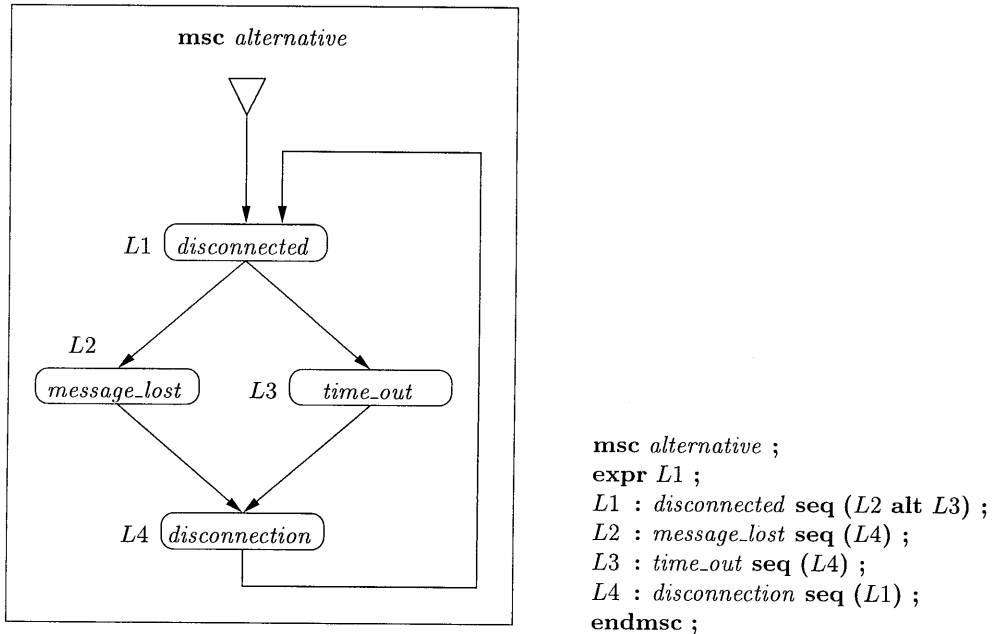 msc alternative
L1 disconnected
L2
message_lost
L3 time_out
L4 disconnection
msc alternative ;
expr L1 ;
L1 : disconnected seq (L2 alt L3) ;
L2 : message_lost seq (L4) ;
L3 : time_out seq (L4) ;
L4 : disconnection seq (L1) ;
endmsc ;